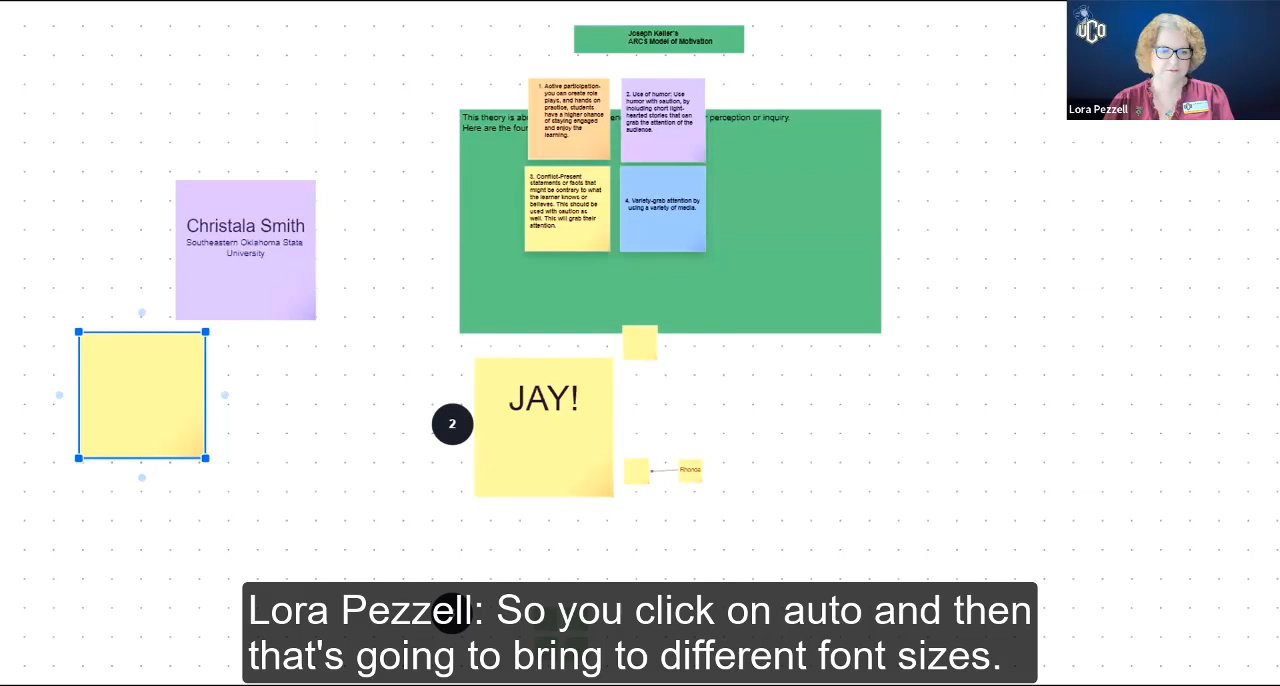 Joseph Keller's
ARCS Model of Motivation
UCO
Lora Pezzell
This theory is abo
perception or inquiry.
Here are the four
1. Active participation-
you can create role
plays, and hands on
practice, students
have a higher chance
of staying engaged
and enjoy the
learning.
2. Use of humor: Use
humor with caution, by
including short light-
hearted stories that can
grab the attention of the
audience.
3. Conflict-Present
statements or facts that
might be contrary to what
the learner knows or
believes. This should be
used with caution as
well. This will grab their
attention.
4. Variety-grab attention by
using a variety of media.
Christala Smith
Southeastern Oklahoma State
University
JAY!
2
Rhonda
Lora Pezzell: So you click on auto and then
that's going to bring to different font sizes.